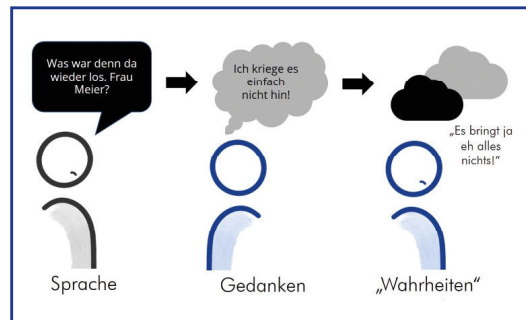 Was war denn da
wieder los. Frau
Meier?
Ich kriege es
einfach
nicht hin!
„Es bringt ja
eh alles
nichts!“
Sprache
Gedanken
„Wahrheiten“